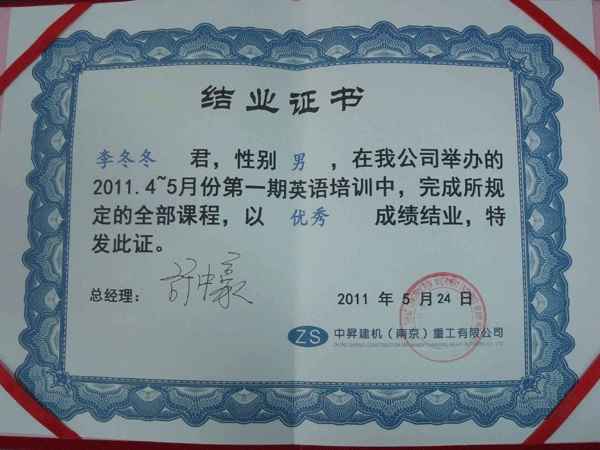 结业证书
李冬冬 君，性别 男 ，在我公司举办的
2011.4~5月份第一期英语培训中，完成所规
定的全部课程，以 优秀 成绩结业，特
发此证。
总经理：
2011 年 5 月 24 日
ZS 中昇建机（南京）重工有限公司